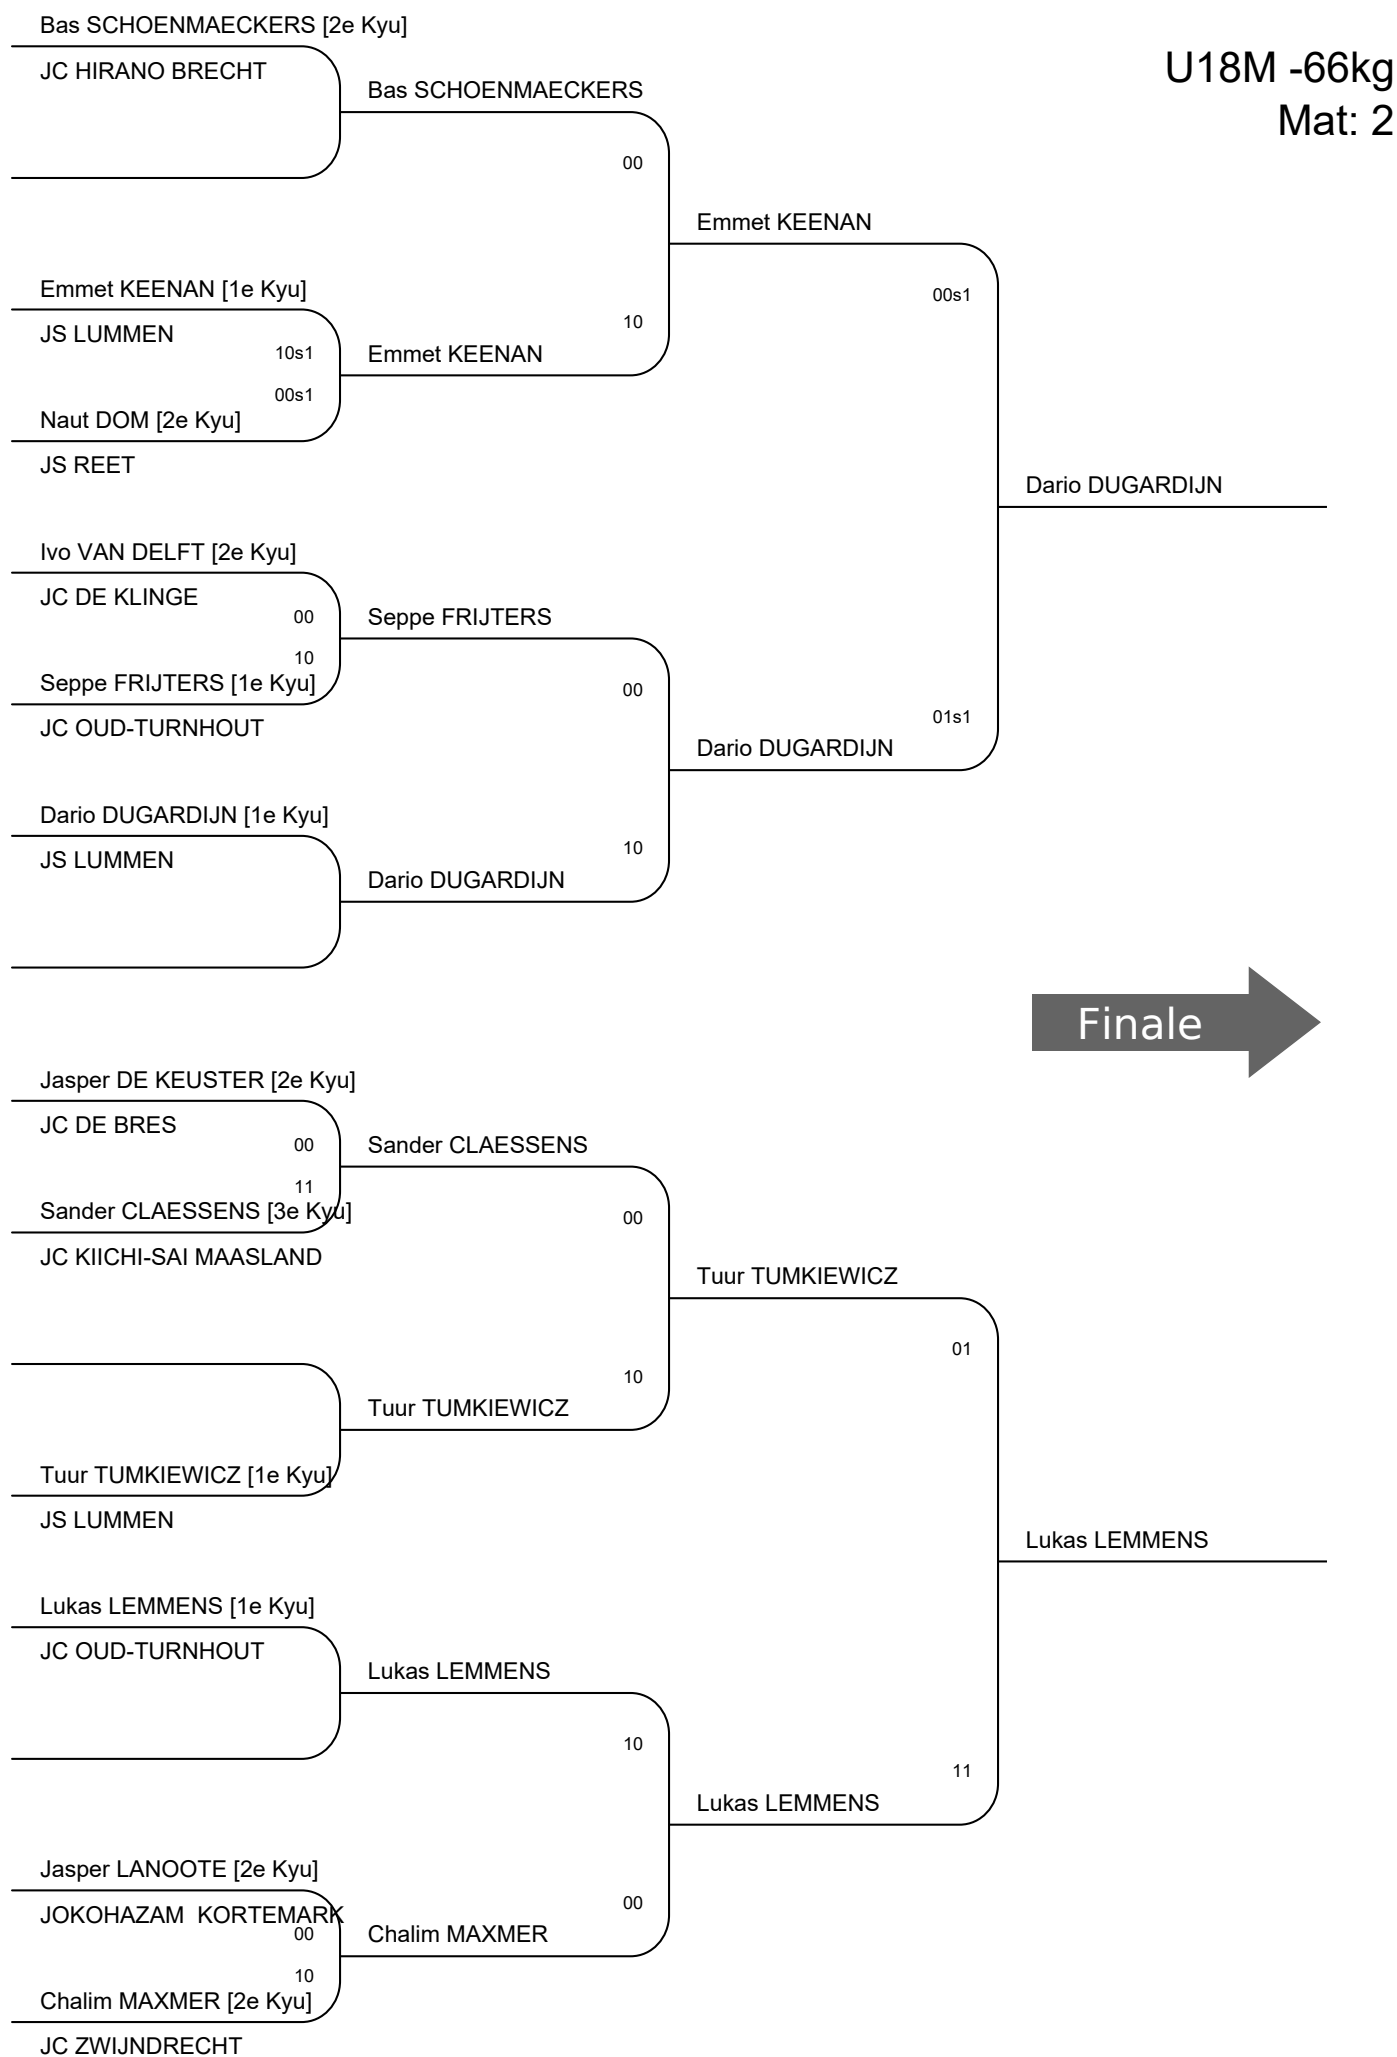 Bas SCHOENMAECKERS [2e Kyu]
JC HIRANO BRECHT
U18M -66kg
Mat: 2
Bas SCHOENMAECKERS
00
Emmet KEENAN
Emmet KEENAN [1e Kyu]
00s1
10
JS LUMMEN
10s1
Emmet KEENAN
00s1
Naut DOM [2e Kyu]
JS REET
Dario DUGARDIJN
Ivo VAN DELFT [2e Kyu]
JC DE KLINGE
00
Seppe FRIJTERS
10
Seppe FRIJTERS [1e Kyu]
00
JC OUD-TURNHOUT
01s1
Dario DUGARDIJN
Dario DUGARDIJN [1e Kyu]
10
JS LUMMEN
Dario DUGARDIJN
Finale
Jasper DE KEUSTER [2e Kyu]
JC DE BRES
00
Sander CLAESSENS
11
Sander CLAESSENS [3e Kyu]
00
JC KIICHI-SAI MAASLAND
Tuur TUMKIEWICZ
01
10
Tuur TUMKIEWICZ
Tuur TUMKIEWICZ [1e Kyu]
JS LUMMEN
Lukas LEMMENS
Lukas LEMMENS [1e Kyu]
JC OUD-TURNHOUT
Lukas LEMMENS
10
11
Lukas LEMMENS
Jasper LANOOTE [2e Kyu]
00
JOKOHAZAM  KORTEMARK
00
Chalim MAXMER
10
Chalim MAXMER [2e Kyu]
JC ZWIJNDRECHT